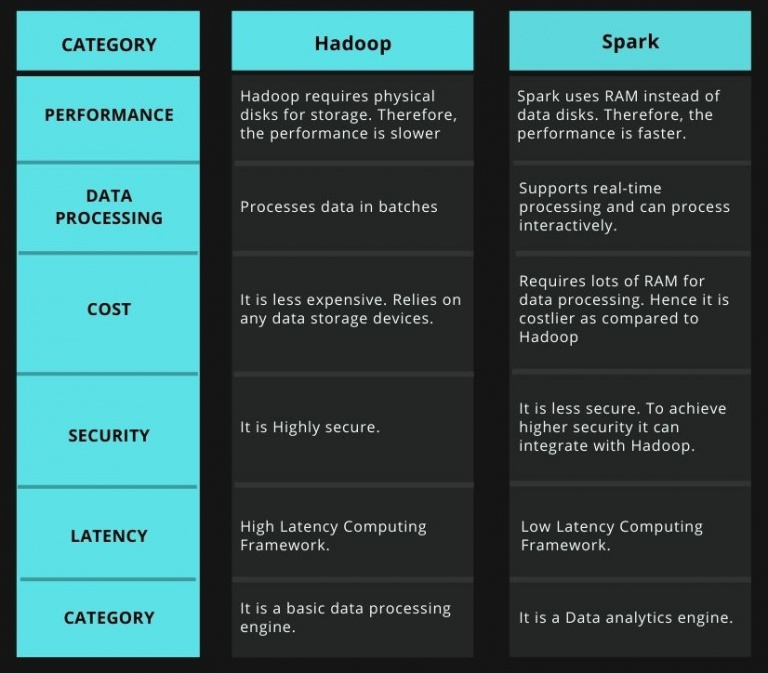 CATEGORY
Hadoop
Spark
PERFORMANCE
Hadoop requires physical
disks for storage. Therefore,
the performance is slower
Spark uses RAM instead of
data disks. Therefore, the
performance is faster.
DATA
PROCESSING
Processes data in batches
Supports real-time
processing and can process
interactively.
COST
It is less expensive. Relies on
any data storage devices.
Requires lots of RAM for
data processing. Hence it is
costlier as compared to
Hadoop
SECURITY
It is Highly secure.
It is less secure. To achieve
higher security it can
integrate with Hadoop.
LATENCY
High Latency Computing
Framework.
Low Latency Computing
Framework.
CATEGORY
It is a basic data processing
engine.
It is a Data analytics engine.